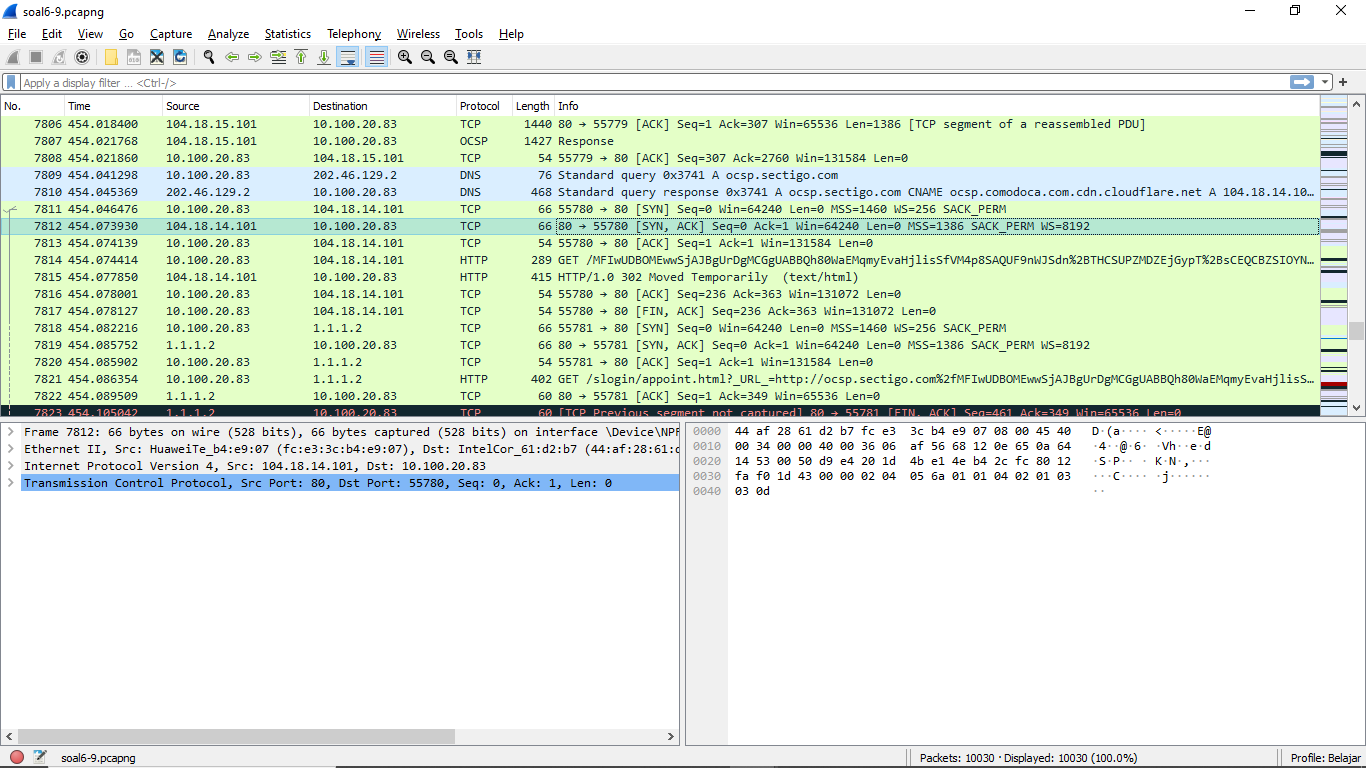 soal6-9.pcapng
File Edit View Go Capture Analyze Statistics Telephony Wireless Tools Help
Apply a display filter ... <Ctrl-/>
No. Time Source Destination Protocol Length Info
7806 454.018400 104.18.15.101 10.100.20.83 TCP 1440 80 → 55779 [ACK] Seq=1 Ack=307 Win=65536 Len=1386 [TCP segment of a reassembled PDU]
7807 454.021768 104.18.15.101 10.100.20.83 OCSP 1427 Response
7808 454.021860 10.100.20.83 104.18.15.101 TCP 54 55779 → 80 [ACK] Seq=307 Ack=2760 Win=131584 Len=0
7809 454.041298 10.100.20.83 202.46.129.2 DNS 76 Standard query 0x3741 A ocsp.sectigo.com
7810 454.045369 202.46.129.2 10.100.20.83 DNS 468 Standard query response 0x3741 A ocsp.sectigo.com CNAME ocsp.comodoca.com.cdn.cloudflare.net A 104.18.14.10…
7811 454.046476 10.100.20.83 104.18.14.101 TCP 66 55780 → 80 [SYN] Seq=0 Win=64240 Len=0 MSS=1460 WS=256 SACK_PERM
7812 454.073930 104.18.14.101 10.100.20.83 TCP 66 80 → 55780 [SYN, ACK] Seq=0 Ack=1 Win=64240 Len=0 MSS=1386 SACK_PERM WS=8192
7813 454.074139 10.100.20.83 104.18.14.101 TCP 54 55780 → 80 [ACK] Seq=1 Ack=1 Win=131584 Len=0
7814 454.074414 10.100.20.83 104.18.14.101 HTTP 289 GET /MFIwUDBOMEwwSjAJBgUrDgMCGgUABBQh80WaEMqmyEvaHjlisSfVM4p8SAQUF9nWJSdn%2BTHCSUPZMDZEjGypT%2BsCEQCBZSIOYN…
7815 454.077850 104.18.14.101 10.100.20.83 HTTP 415 HTTP/1.0 302 Moved Temporarily  (text/html)
7816 454.078001 10.100.20.83 104.18.14.101 TCP 54 55780 → 80 [ACK] Seq=236 Ack=363 Win=131072 Len=0
7817 454.078127 10.100.20.83 104.18.14.101 TCP 54 55780 → 80 [FIN, ACK] Seq=236 Ack=363 Win=131072 Len=0
7818 454.082216 10.100.20.83 1.1.1.2 TCP 66 55781 → 80 [SYN] Seq=0 Win=64240 Len=0 MSS=1460 WS=256 SACK_PERM
7819 454.085752 1.1.1.2 10.100.20.83 TCP 66 80 → 55781 [SYN, ACK] Seq=0 Ack=1 Win=64240 Len=0 MSS=1386 SACK_PERM WS=8192
7820 454.085902 10.100.20.83 1.1.1.2 TCP 54 55781 → 80 [ACK] Seq=1 Ack=1 Win=131584 Len=0
7821 454.086354 10.100.20.83 1.1.1.2 HTTP 402 GET /slogin/appoint.html?_URL_=http://ocsp.sectigo.com%2fMFIwUDBOMEwwSjAJBgUrDgMCGgUABBQh80WaEMqmyEvaHjlisS…
7822 454.089509 1.1.1.2 10.100.20.83 TCP 60 80 → 55781 [ACK] Seq=1 Ack=349 Win=65536 Len=0
7823 454.105042 1.1.1.2 10.100.20.83 TCP 60 [TCP Previous segment not captured] 80 → 55781 [FIN, ACK] Seq=461 Ack=349 Win=65536 Len=0
Frame 7812: 66 bytes on wire (528 bits), 66 bytes captured (528 bits) on interface \Device\NPF
Ethernet II, Src: HuaweiTe_b4:e9:07 (fc:e3:3c:b4:e9:07), Dst: IntelCor_61:d2:b7 (44:af:28:61:d
Internet Protocol Version 4, Src: 104.18.14.101, Dst: 10.100.20.83
Transmission Control Protocol, Src Port: 80, Dst Port: 55780, Seq: 0, Ack: 1, Len: 0
0000 44 af 28 61 d2 b7 fc e3 3c b4 e9 07 08 00 45 40 D·(a···· <·····E@
0010 00 34 00 00 40 00 36 06 af 56 68 12 0e 65 0a 64 ·4··@·6· ·Vh··e·d
0020 14 53 00 50 d9 e4 20 1d 4b e1 4e b4 2c fc 80 12 ·S·P·· · K·N·,···
0030 fa f0 1d 43 00 00 02 04 05 6a 01 01 04 02 01 03 ···C···· ·j······
0040 03 0d ··
soal6-9.pcapng
Packets: 10030 · Displayed: 10030 (100.0%)
Profile: Belajar